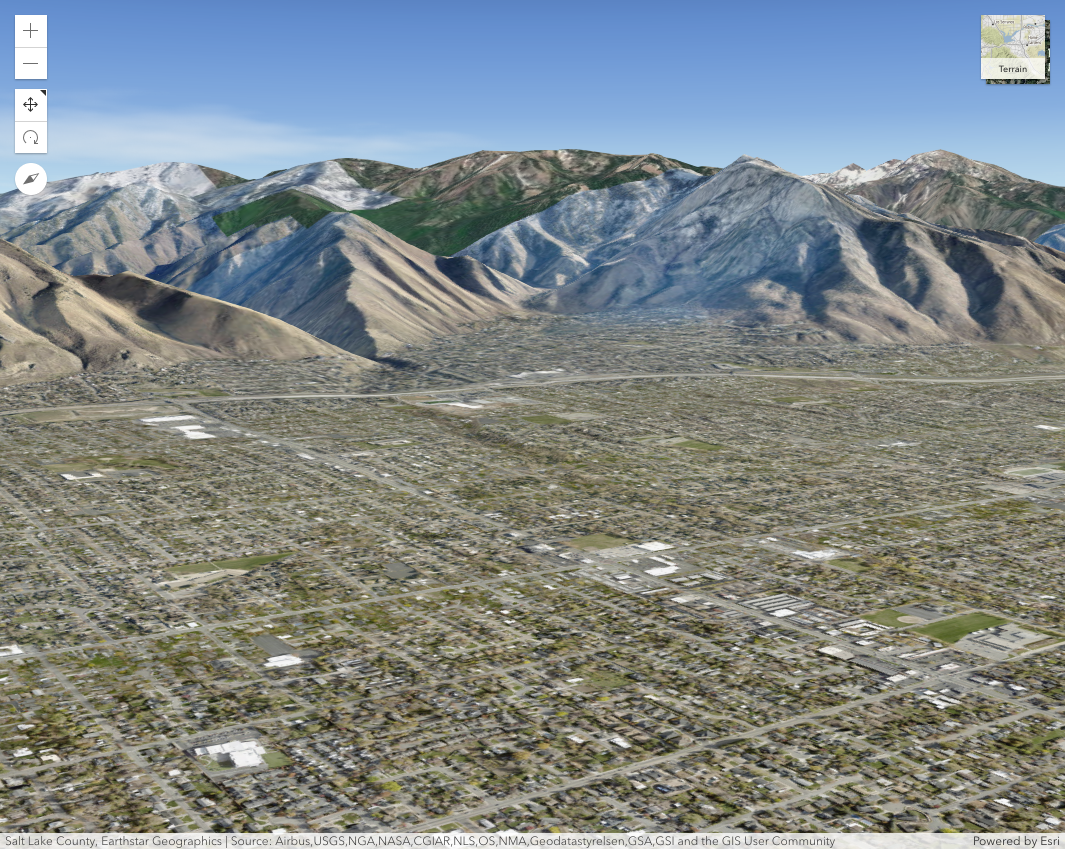 Terrain
Salt Lake County, Earthstar Geographics | Source: Airbus,USGS,NGA,NASA,CGIAR,NLS,OS,NMA,Geodatastyrelsen,GSA,GSI and the GIS User Community
Powered by Esri